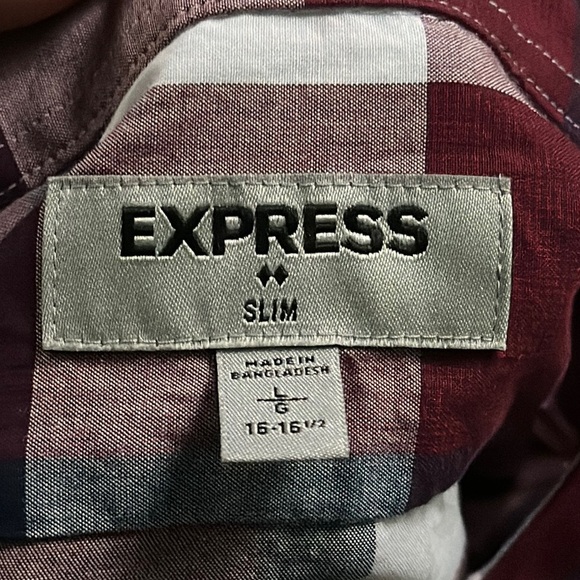 EXPRESS
SLIM
MADE IN
BANGLADESH
L
G
16-16 1/2